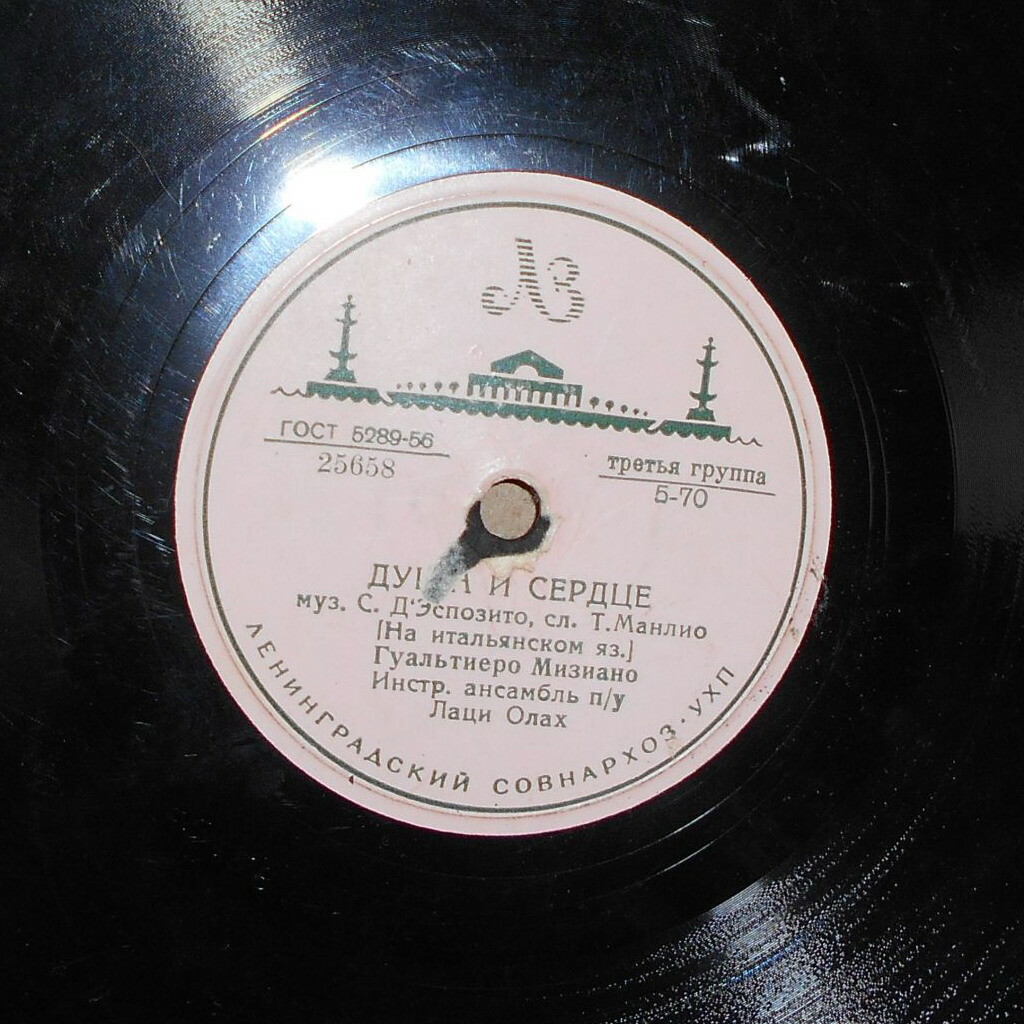 ЛЗ
ГОСТ 5289-56
25658
третья группа
5-70
ДУША И СЕРДЦЕ
муз. С. Д'Эспозито, сл. Т.Манлио
[На итальянском яз.]
Гуальтиеро Мизиано
Инстр. ансамбль п/у
Лаци Олах
ЛЕНИНГРАДСКИЙ СОВНАРХОЗ · УХП